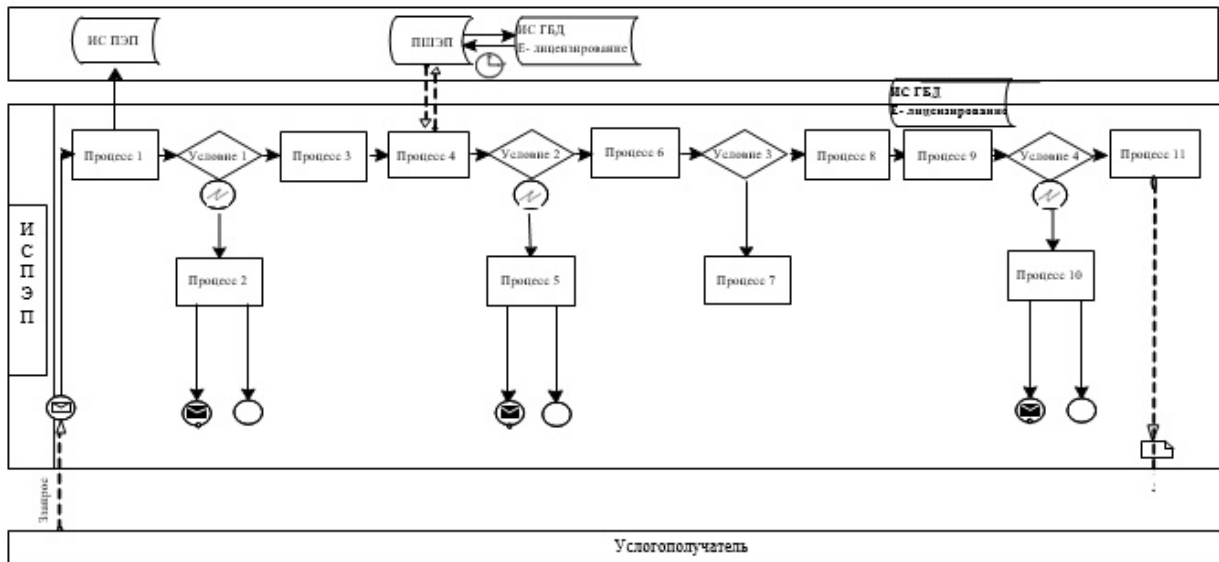 ИС ПЭП
ПШЭП
ИС ГБД
Е- лицензирование
ИС ГБД
Е- лицензирование
Процесс 1
Условие 1
Процесс 3
Процесс 4
Условие 2
Процесс 6
Условие 3
Процесс 8
Процесс 9
Условие 4
Процесс 11
И
С
П
Э
П
Процесс 2
Процесс 5
Процесс 7
Процесс 10
Ззапрос
Услогополучатель